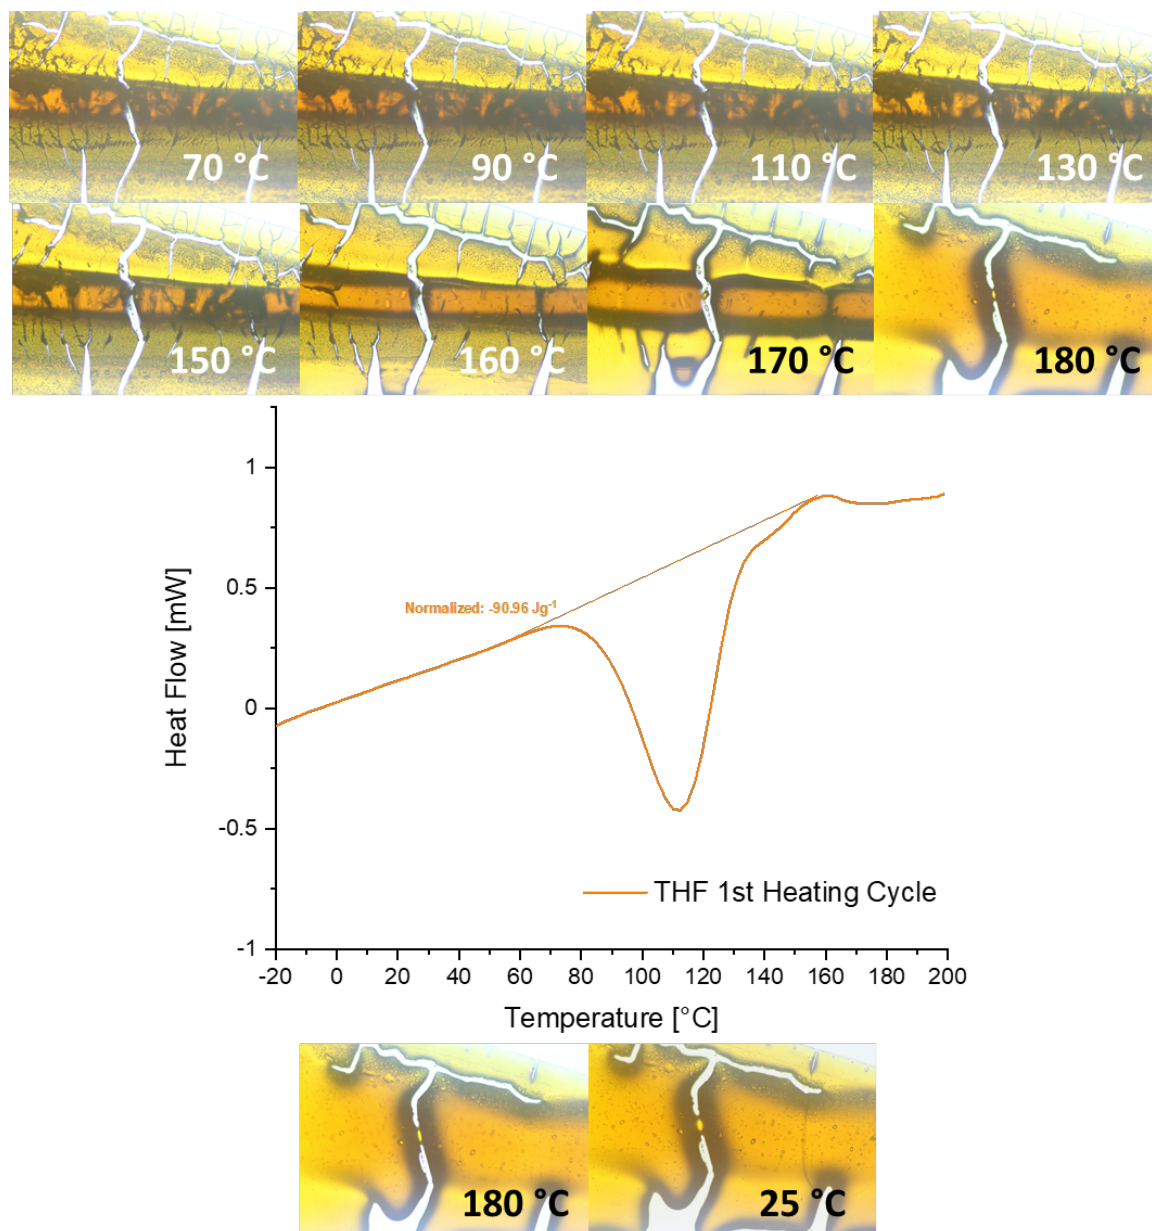 70 °C
90 °C
110 °C
130 °C
150 °C
160 °C
170 °C
180 °C
1
0.5
0
-0.5
-1
Heat Flow [mW]
Normalized: -90.96 Jg⁻¹
THF 1st Heating Cycle
-20 0 20 40 60 80 100 120 140 160 180 200
Temperature [°C]
180 °C
25 °C